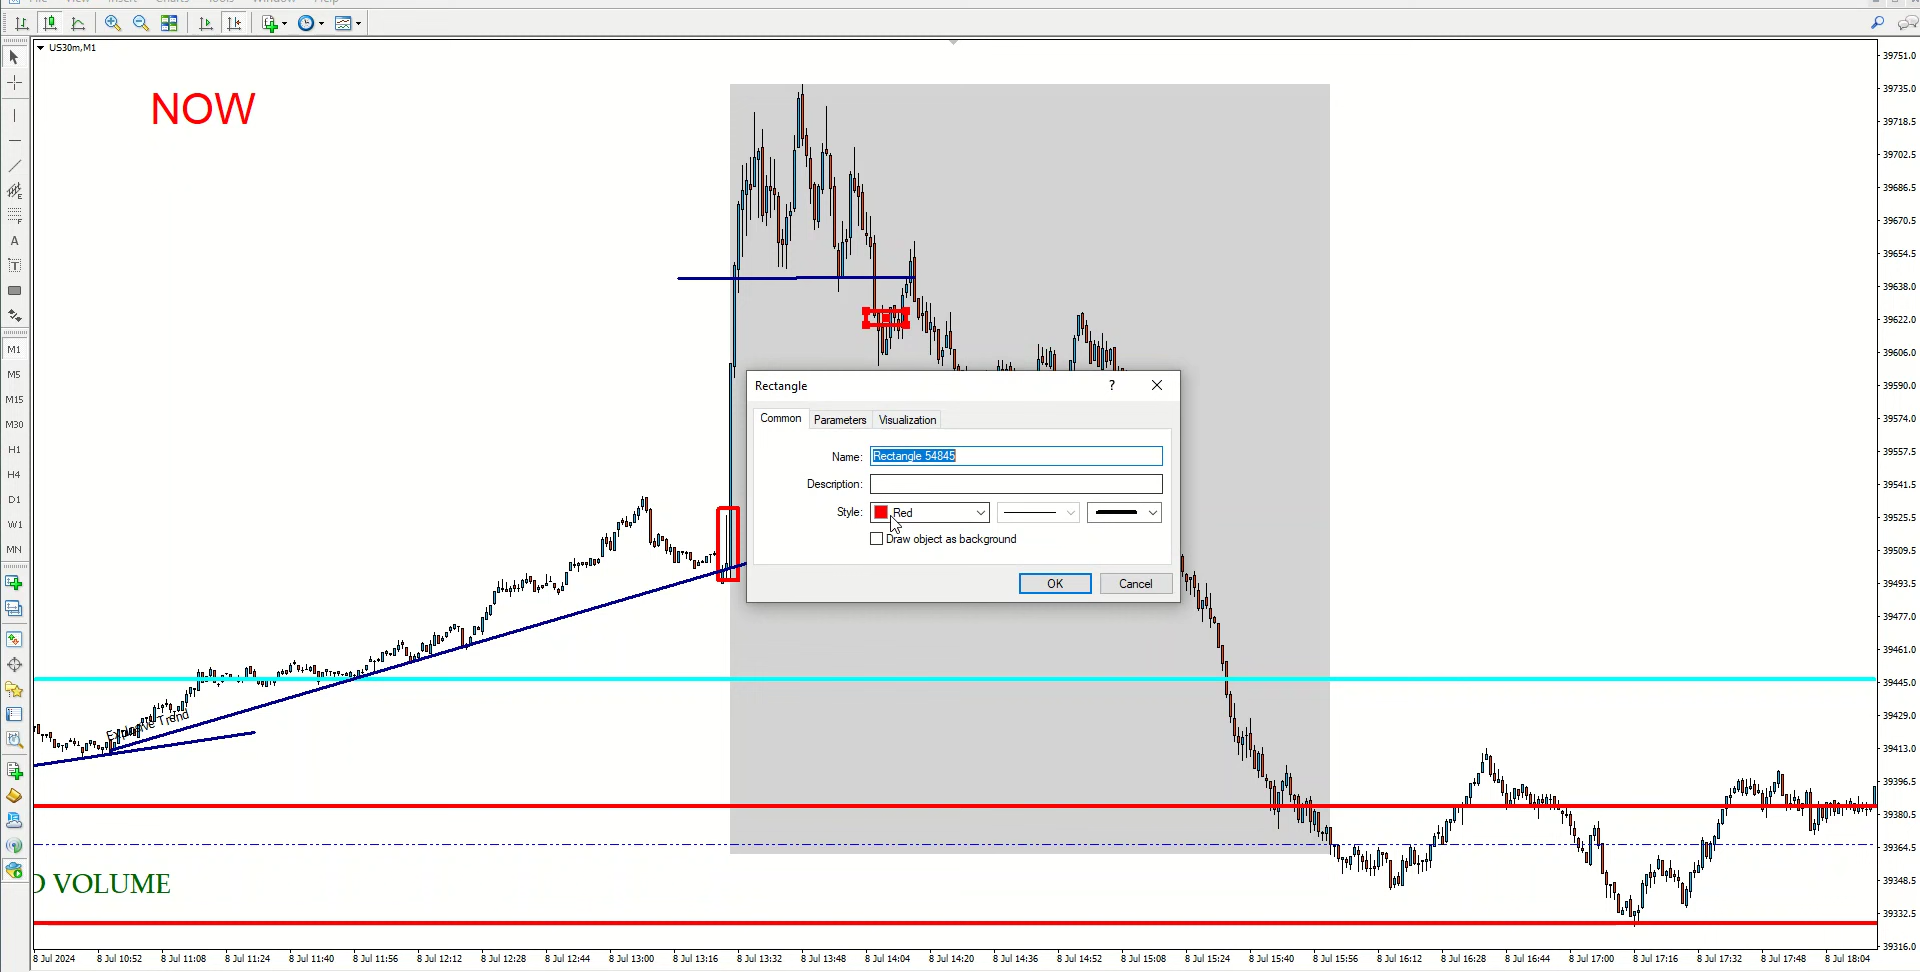 File View Insert Charts Tools Window Help
US30m,M1
NOW
Explosive Trend
D VOLUME
A
T
M1
M5
M15
M30
H1
H4
D1
W1
MN
Rectangle ?
Common Parameters Visualization
Name: Rectangle 54845
Description:
Style: Red
Draw object as background
OK Cancel
39751.0
39735.0
39718.5
39702.5
39686.5
39670.5
39654.5
39638.0
39622.0
39606.0
39590.0
39574.0
39557.5
39541.5
39525.5
39509.5
39493.5
39477.0
39461.0
39445.0
39429.0
39413.0
39396.5
39380.5
39364.5
39348.5
39332.5
39316.0
8 Jul 2024 8 Jul 10:52 8 Jul 11:08 8 Jul 11:24 8 Jul 11:40 8 Jul 11:56 8 Jul 12:12 8 Jul 12:28 8 Jul 12:44 8 Jul 13:00 8 Jul 13:16 8 Jul 13:32 8 Jul 13:48 8 Jul 14:04 8 Jul 14:20 8 Jul 14:36 8 Jul 14:52 8 Jul 15:08 8 Jul 15:24 8 Jul 15:40 8 Jul 15:56 8 Jul 16:12 8 Jul 16:28 8 Jul 16:44 8 Jul 17:00 8 Jul 17:16 8 Jul 17:32 8 Jul 17:48 8 Jul 18:04